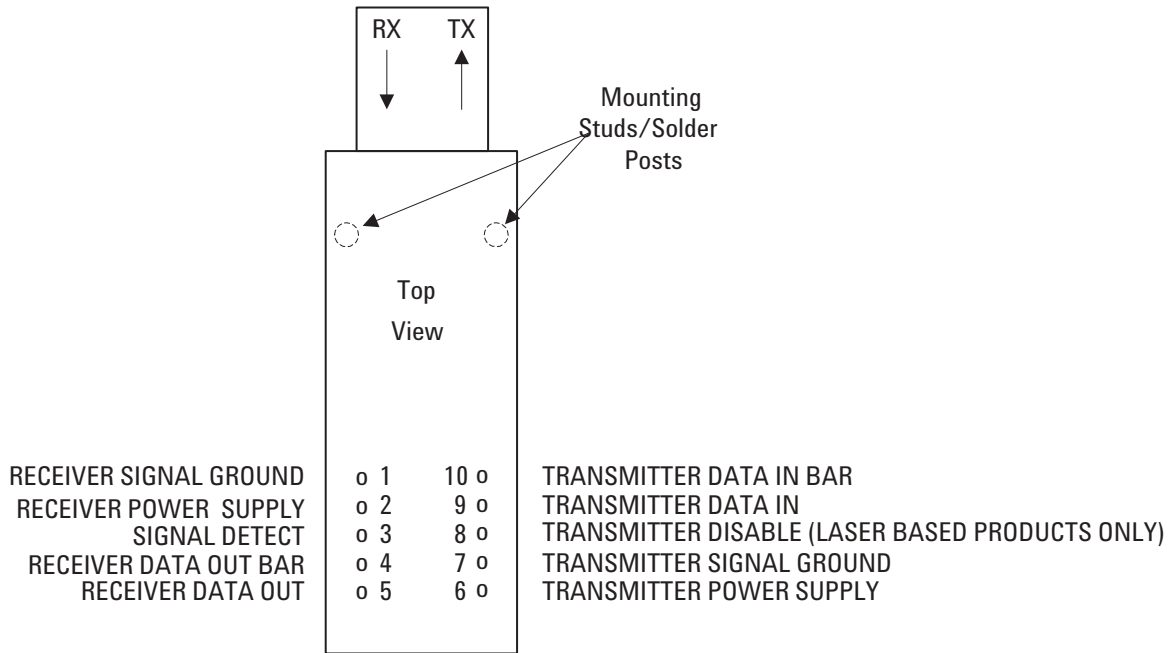 RX TX
Mounting
Studs/Solder
Posts
Top
View
RECEIVER SIGNAL GROUND o 1 10 o TRANSMITTER DATA IN BAR
RECEIVER POWER SUPPLY o 2 9 o TRANSMITTER DATA IN
SIGNAL DETECT o 3 8 o TRANSMITTER DISABLE (LASER BASED PRODUCTS ONLY)
RECEIVER DATA OUT BAR o 4 7 o TRANSMITTER SIGNAL GROUND
RECEIVER DATA OUT o 5 6 o TRANSMITTER POWER SUPPLY